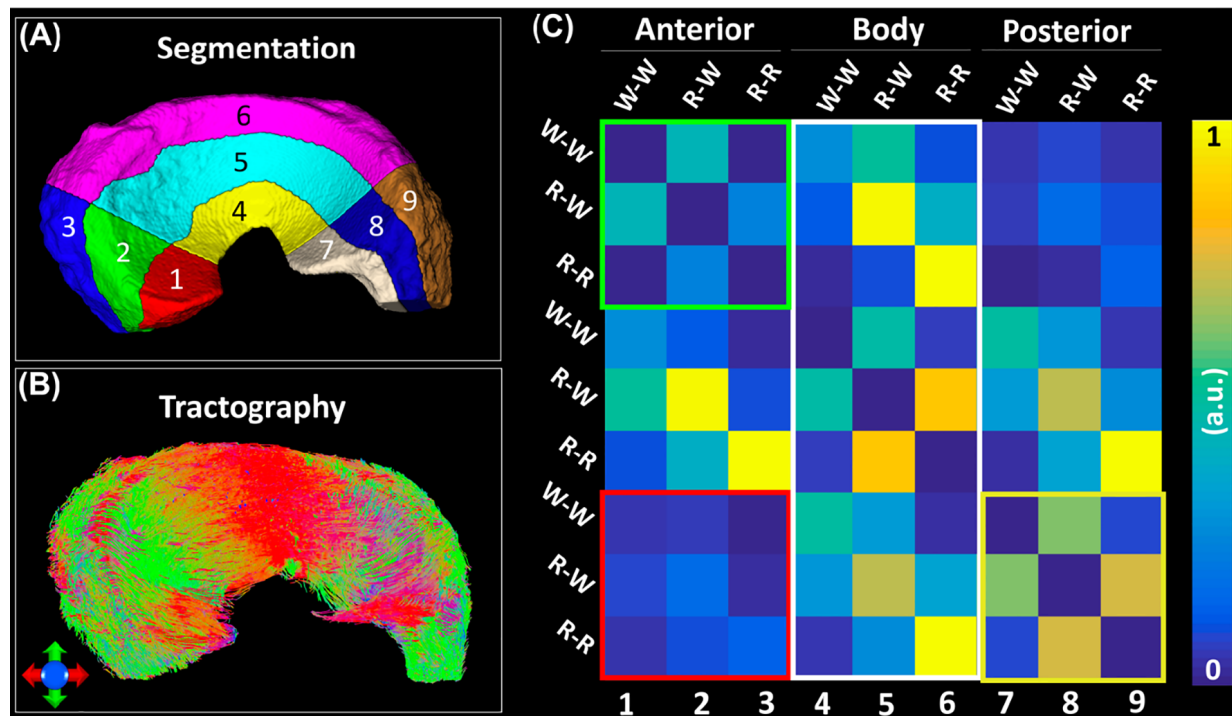 (A)
Segmentation
6
5
4
3
2
1
7
8
9
(B)
Tractography
(C)
Anterior Body Posterior
W-W R-W R-R W-W R-W R-R W-W R-W R-R
W-W
R-W
R-R
W-W
R-W
R-R
W-W
R-W
R-R
1 2 3 4 5 6 7 8 9
1
(a.u.)
0